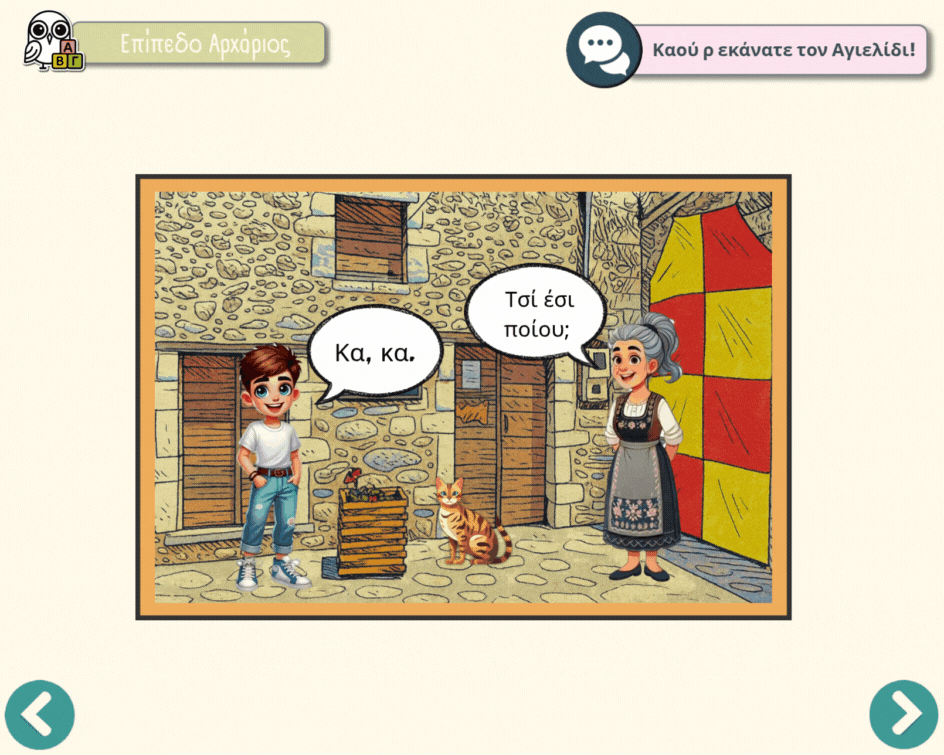 Επίπεδο Αρχάριος
Καού ρ εκάνατε τον Αγιελίδι!
Α
Β Γ
Τσί έσι
ποίου;
Κα, κα.